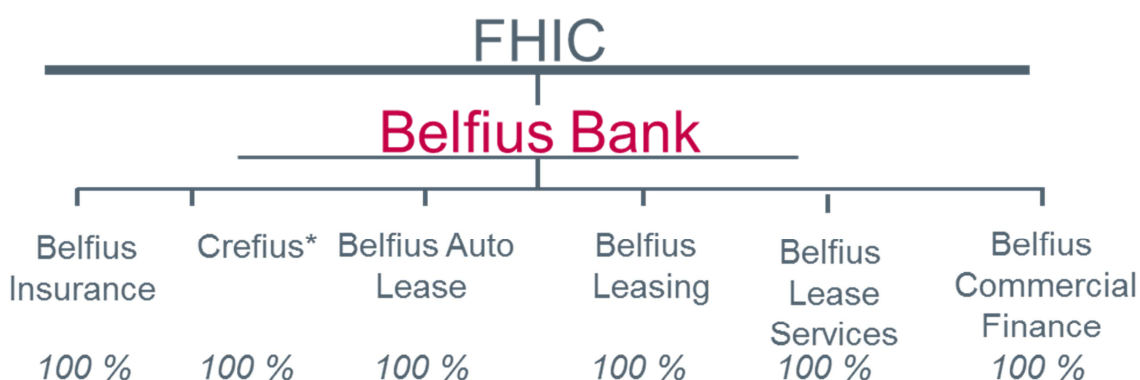 FHIC
Belfius Bank
Belfius
Insurance
100 %
Crefius*
100 %
Belfius Auto
Lease
100 %
Belfius
Leasing
100 %
Belfius
Lease
Services
100 %
Belfius
Commercial
Finance
100 %